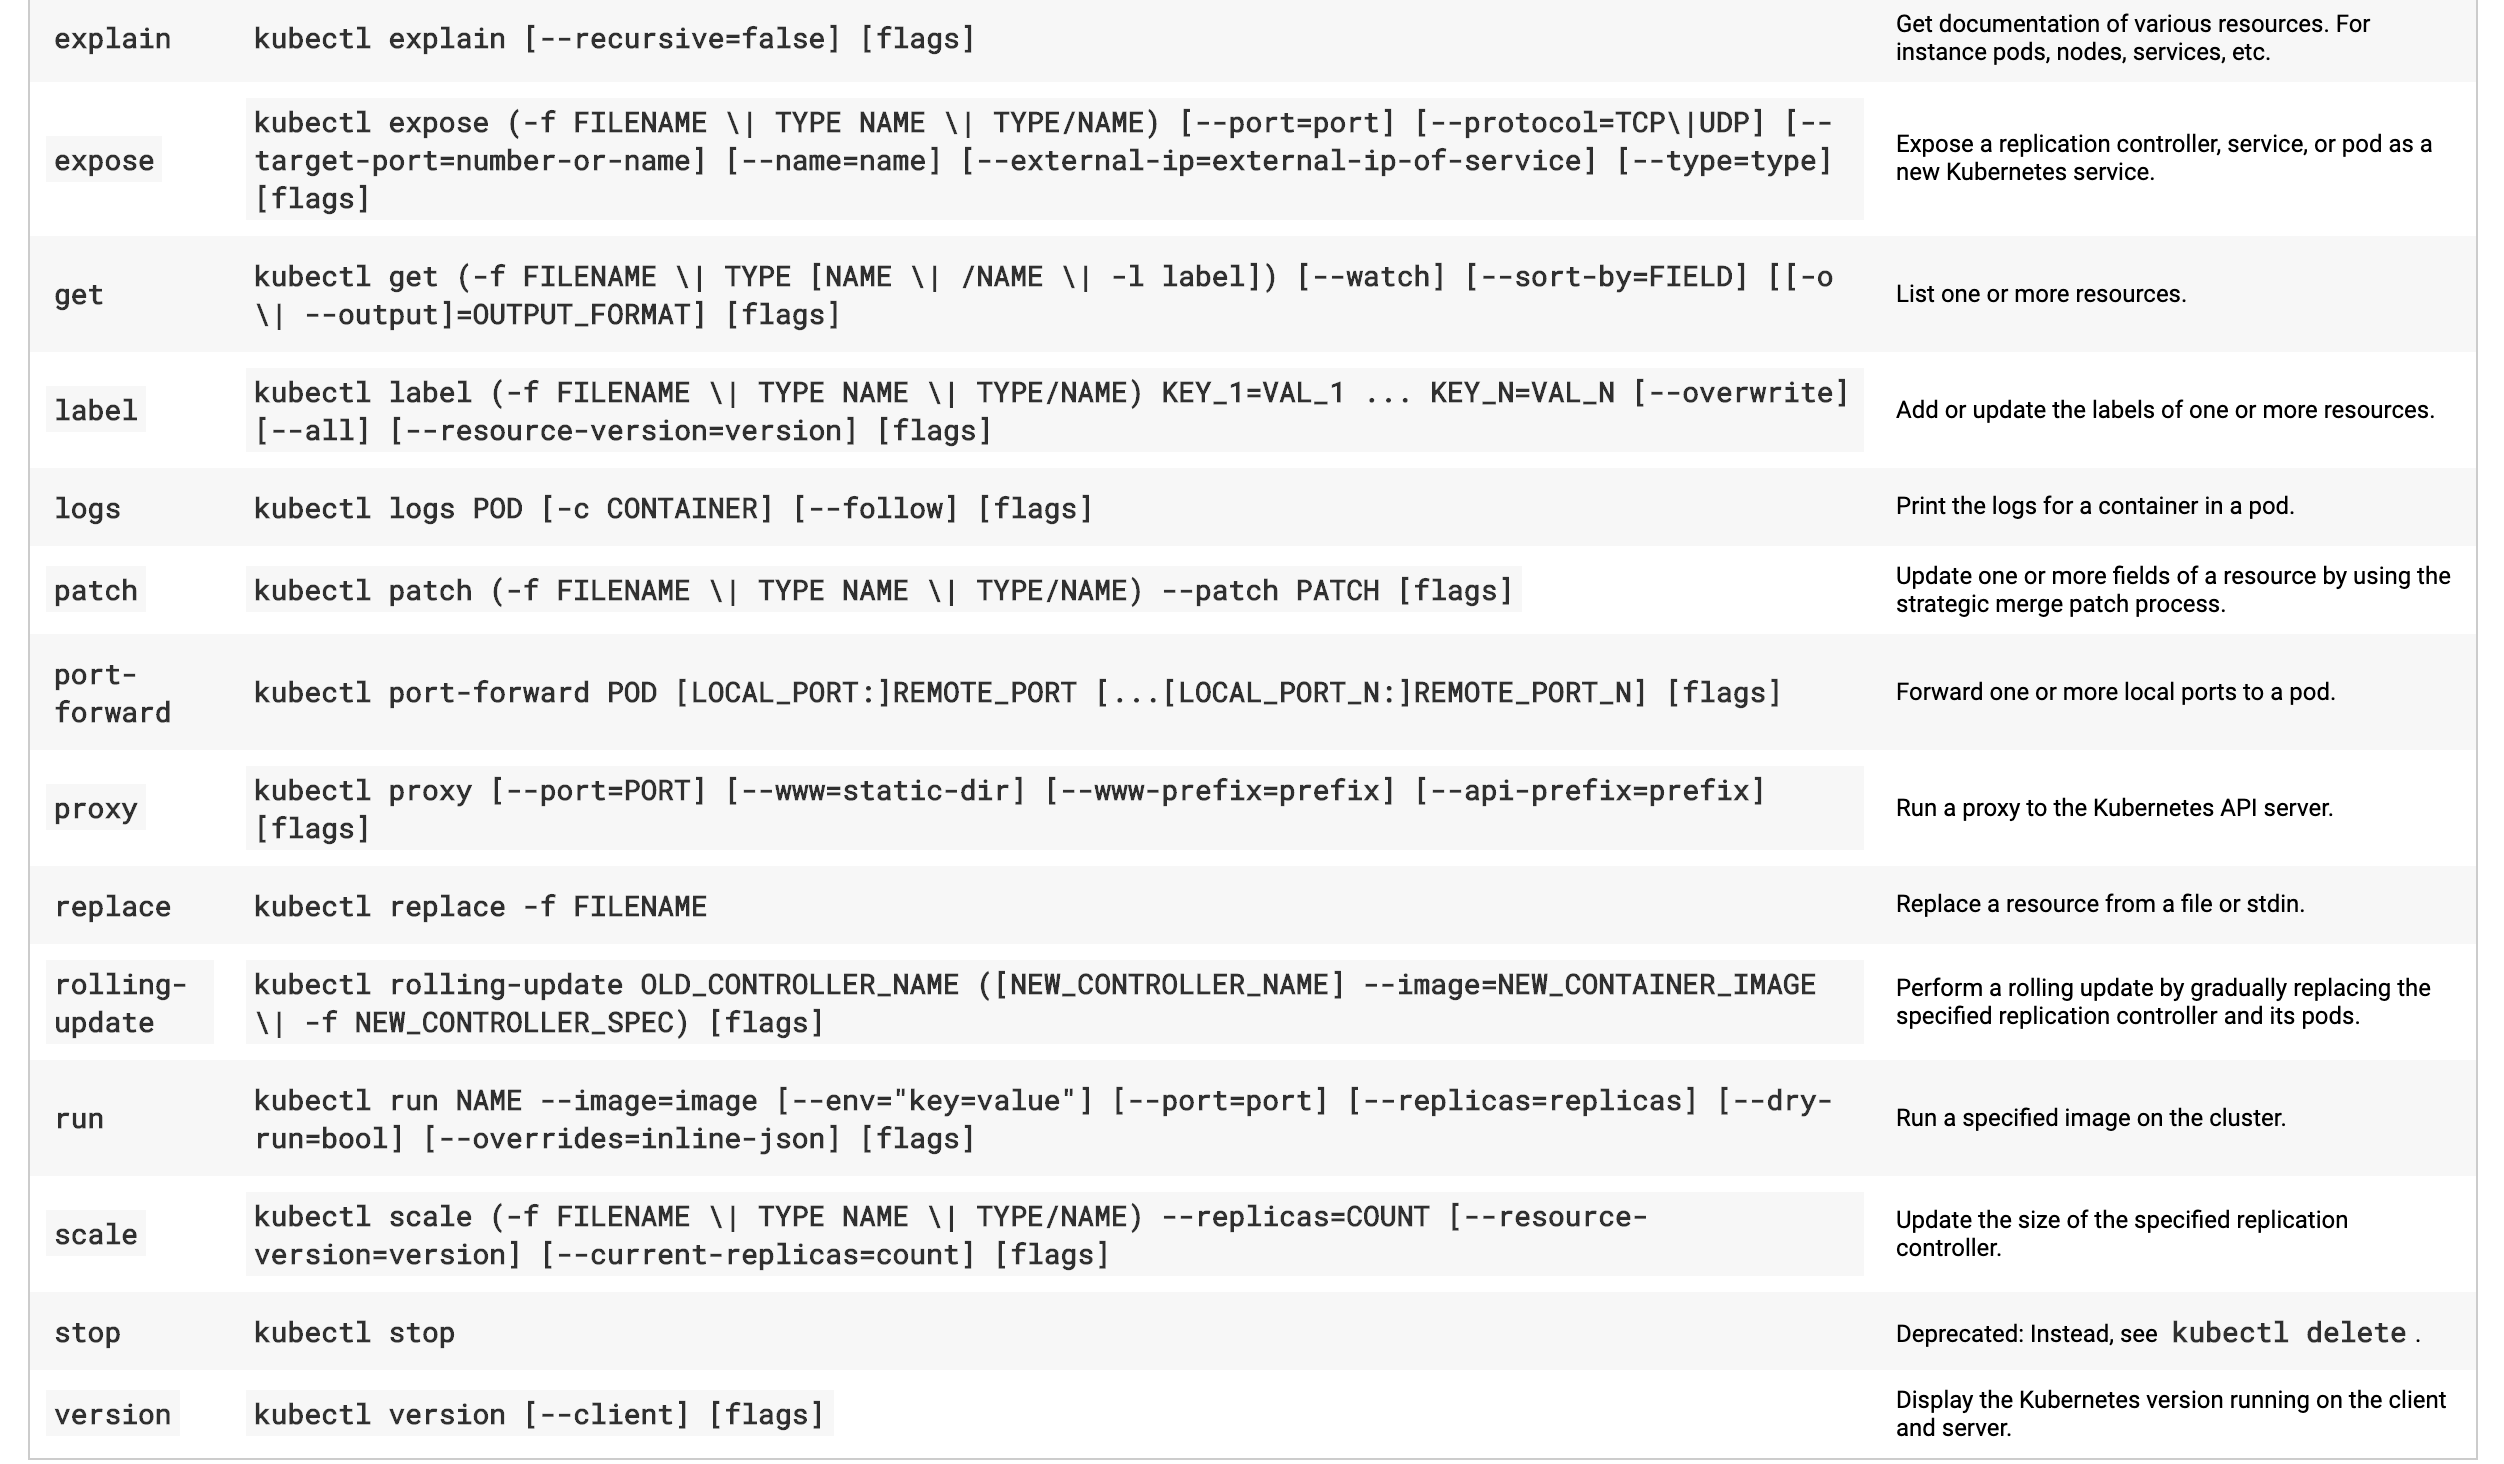 explain
kubectl explain [--recursive=false] [flags]
Get documentation of various resources. For
instance pods, nodes, services, etc.
expose
kubectl expose (-f FILENAME \| TYPE NAME \| TYPE/NAME) [--port=port] [--protocol=TCP\|UDP] [--
target-port=number-or-name] [--name=name] [--external-ip=external-ip-of-service] [--type=type]
[flags]
Expose a replication controller, service, or pod as a
new Kubernetes service.
get
kubectl get (-f FILENAME \| TYPE [NAME \| /NAME \| -l label]) [--watch] [--sort-by=FIELD] [[-o
\| --output]=OUTPUT_FORMAT] [flags]
List one or more resources.
label
kubectl label (-f FILENAME \| TYPE NAME \| TYPE/NAME) KEY_1=VAL_1 ... KEY_N=VAL_N [--overwrite]
[--all] [--resource-version=version] [flags]
Add or update the labels of one or more resources.
logs
kubectl logs POD [-c CONTAINER] [--follow] [flags]
Print the logs for a container in a pod.
patch
kubectl patch (-f FILENAME \| TYPE NAME \| TYPE/NAME) --patch PATCH [flags]
Update one or more fields of a resource by using the
strategic merge patch process.
port-
forward
kubectl port-forward POD [LOCAL_PORT:]REMOTE_PORT [...[LOCAL_PORT_N:]REMOTE_PORT_N] [flags]
Forward one or more local ports to a pod.
proxy
kubectl proxy [--port=PORT] [--www=static-dir] [--www-prefix=prefix] [--api-prefix=prefix]
[flags]
Run a proxy to the Kubernetes API server.
replace
kubectl replace -f FILENAME
Replace a resource from a file or stdin.
rolling-
update
kubectl rolling-update OLD_CONTROLLER_NAME ([NEW_CONTROLLER_NAME] --image=NEW_CONTAINER_IMAGE
\| -f NEW_CONTROLLER_SPEC) [flags]
Perform a rolling update by gradually replacing the
specified replication controller and its pods.
run
kubectl run NAME --image=image [--env="key=value"] [--port=port] [--replicas=replicas] [--dry-
run=bool] [--overrides=inline-json] [flags]
Run a specified image on the cluster.
scale
kubectl scale (-f FILENAME \| TYPE NAME \| TYPE/NAME) --replicas=COUNT [--resource-
version=version] [--current-replicas=count] [flags]
Update the size of the specified replication
controller.
stop
kubectl stop
Deprecated: Instead, see kubectl delete .
version
kubectl version [--client] [flags]
Display the Kubernetes version running on the client
and server.